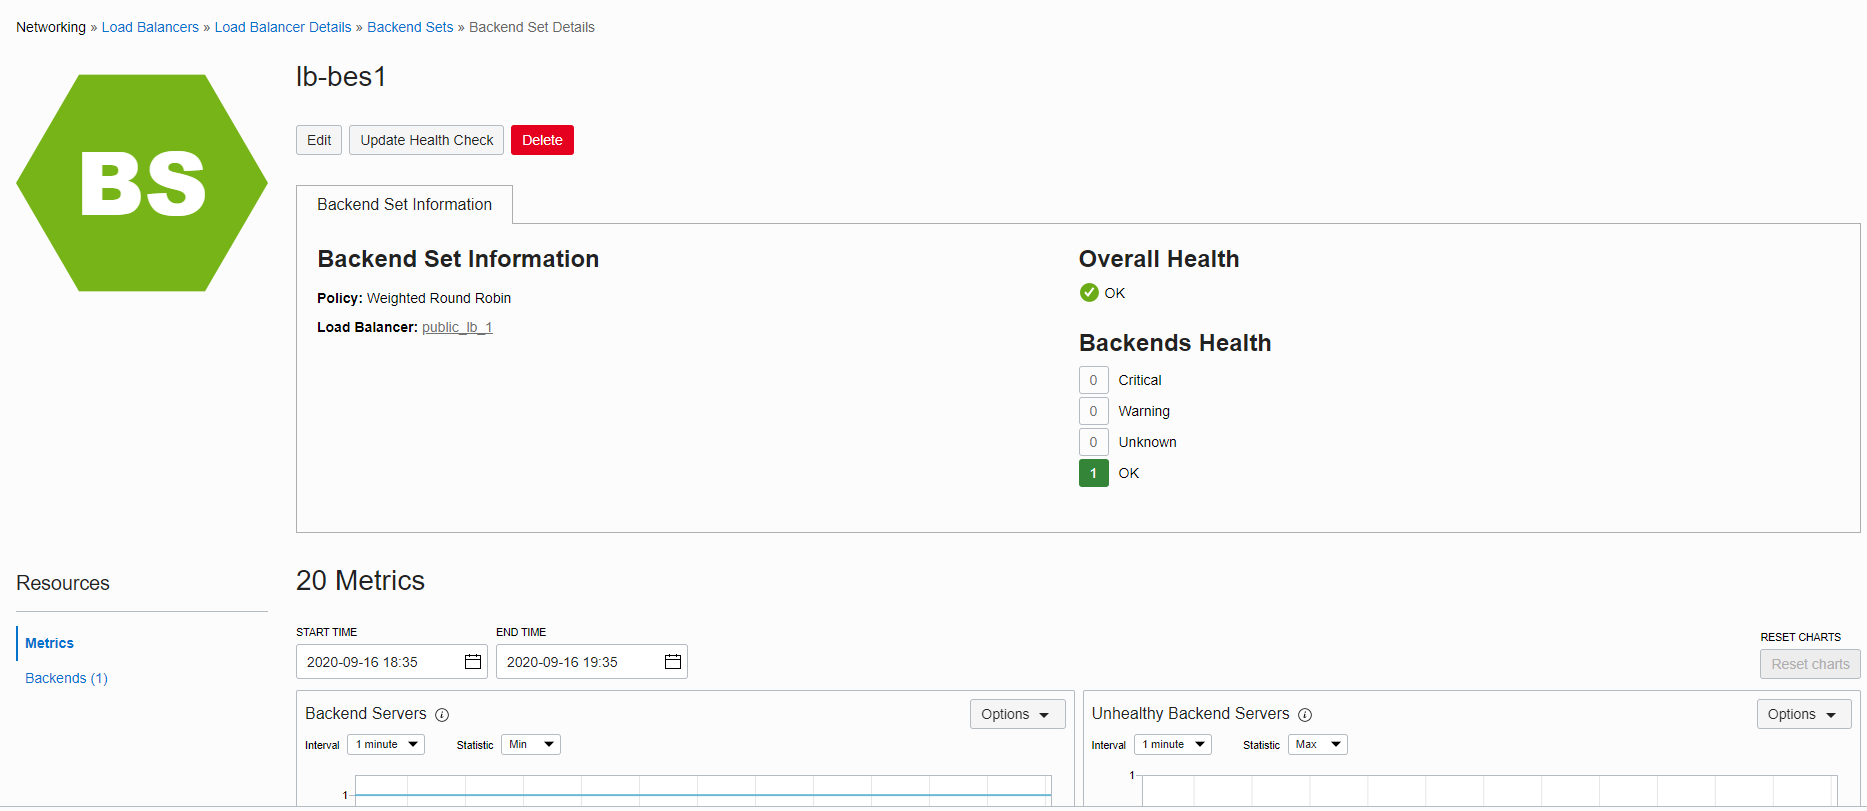 Networking » Load Balancers » Load Balancer Details » Backend Sets » Backend Set Details
BS
lb-bes1
Edit Update Health Check Delete
Backend Set Information
Backend Set Information
Policy: Weighted Round Robin
Load Balancer: public_lb_1
Overall Health
OK
Backends Health
0 Critical
0 Warning
0 Unknown
1 OK
Resources
Metrics
Backends (1)
20 Metrics
START TIME END TIME
2020-09-16 18:35 2020-09-16 19:35
RESET CHARTS
Reset charts
Backend Servers i Options
Interval 1 minute Statistic Min
1
Unhealthy Backend Servers i Options
Interval 1 minute Statistic Max
1